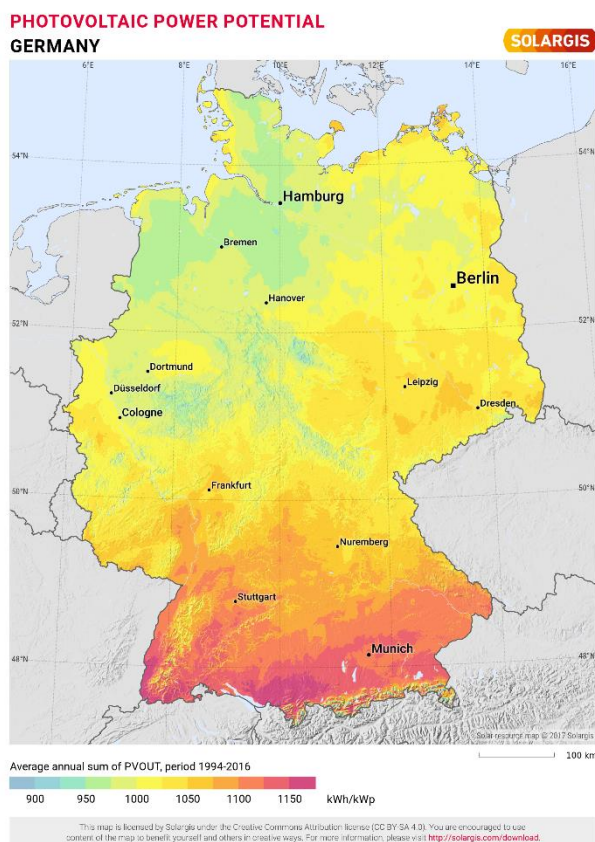 PHOTOVOLTAIC POWER POTENTIAL
GERMANY
SOLARGIS
6°E 8°E 10°E 12°E 14°E 16°E
54°N 54°N
Hamburg
Bremen
Berlin
Hanover
52°N 52°N
Dortmund
Düsseldorf
Leipzig
Cologne
Dresden
Frankfurt
50°N 50°N
Nuremberg
Stuttgart
Munich
48°N 48°N
Solar resource map © 2017 Solargis
100 km
Average annual sum of PVOUT, period 1994-2016
900 950 1000 1050 1100 1150 kWh/kWp
This map is licensed by Solargis under the Creative Commons Attribution license (CC BY-SA 4.0). You are encouraged to use
content of the map to benefit yourself and others in creative ways. For more information, please visit http://solargis.com/download.